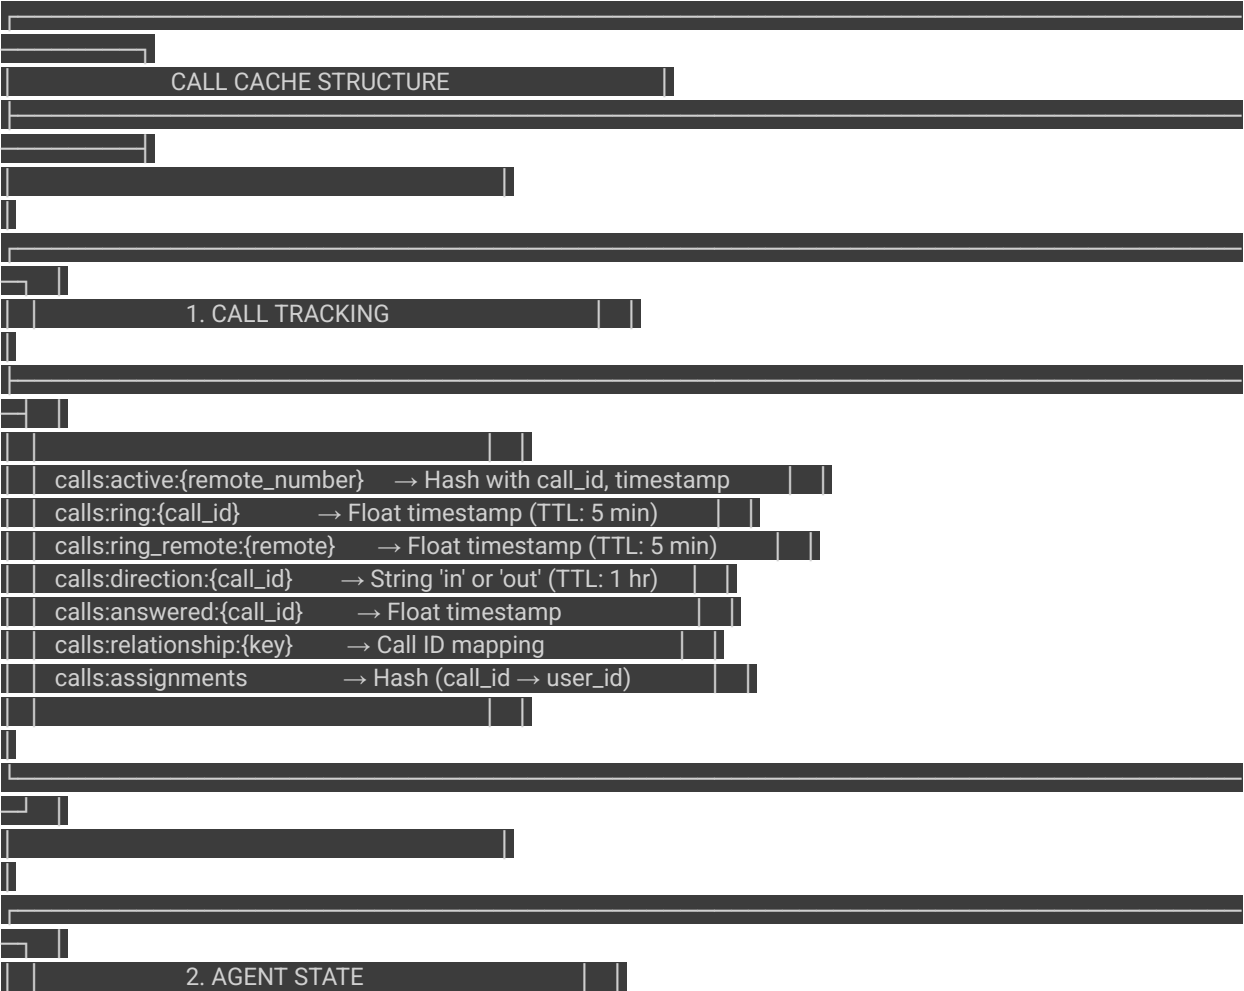 CALL CACHE STRUCTURE
1. CALL TRACKING
calls:active:{remote_number} → Hash with call_id, timestamp
calls:ring:{call_id} → Float timestamp (TTL: 5 min)
calls:ring_remote:{remote} → Float timestamp (TTL: 5 min)
calls:direction:{call_id} → String 'in' or 'out' (TTL: 1 hr)
calls:answered:{call_id} → Float timestamp
calls:relationship:{key} → Call ID mapping
calls:assignments → Hash (call_id → user_id)
2. AGENT STATE